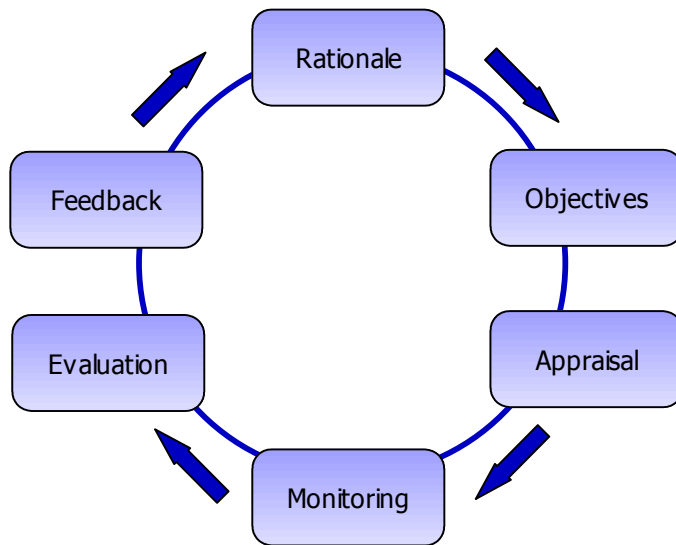 Rationale
Objectives
Appraisal
Monitoring
Evaluation
Feedback